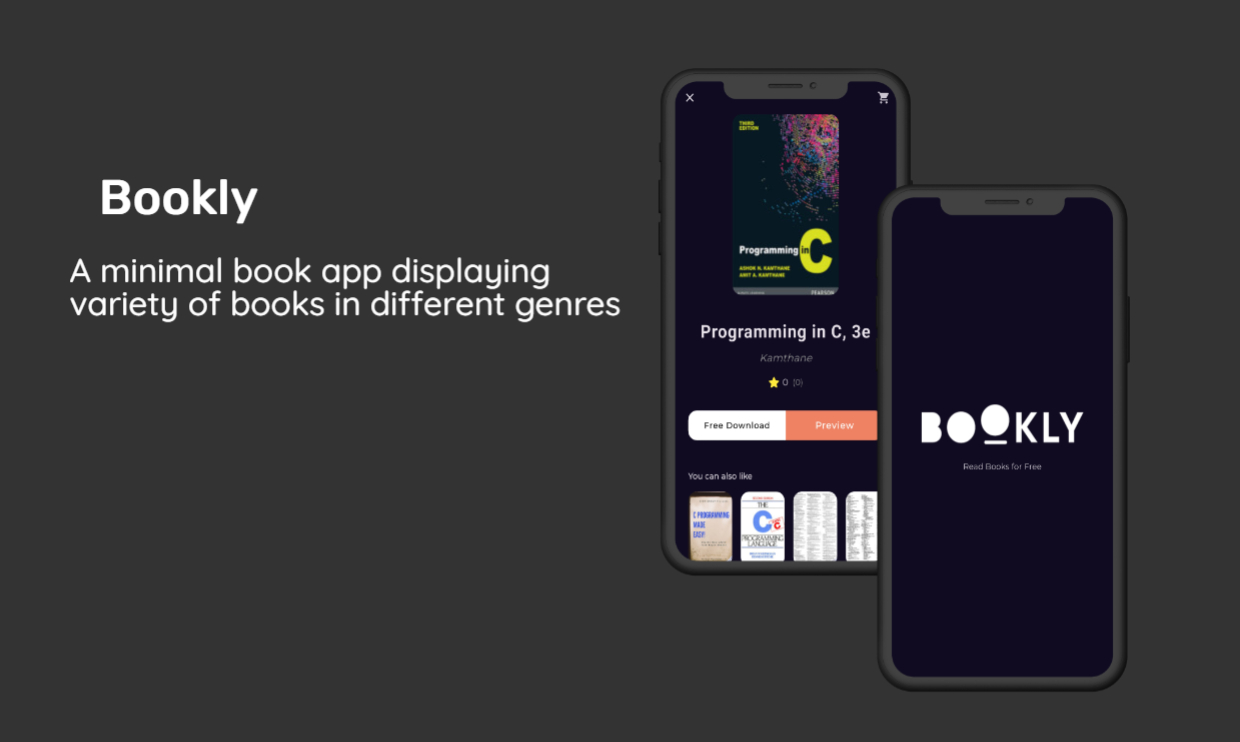 Bookly
A minimal book app displaying
variety of books in different genres
THIRD
EDITION
Programming in C
ASHOK N. KAMTHANE
AMIT A. KAMTHANE
PEARSON
Programming in C, 3e
Kamthane
0 (0)
Free Download
Preview
You can also like
C PROGRAMMING
MADE
EASY!
THE
C
PROGRAMMING
LANGUAGE
BOOKLY
Read Books for Free